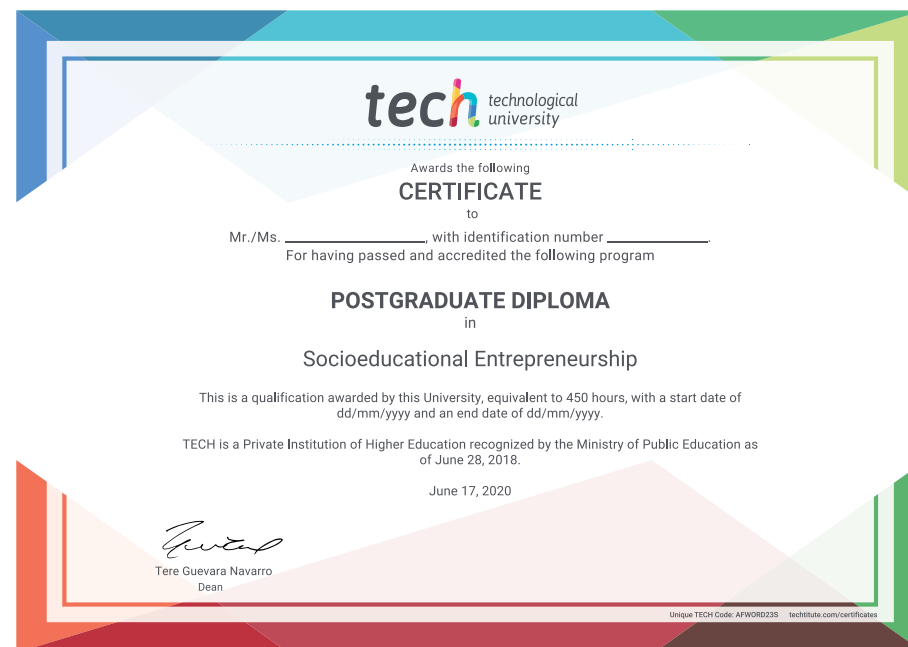 tech technological
university
Awards the following
CERTIFICATE
to
Mr./Ms. ________________, with identification number ____________.
For having passed and accredited the following program
POSTGRADUATE DIPLOMA
in
Socioeducational Entrepreneurship
This is a qualification awarded by this University, equivalent to 450 hours, with a start date of
dd/mm/yyyy and an end date of dd/mm/yyyy.
TECH is a Private Institution of Higher Education recognized by the Ministry of Public Education as
of June 28, 2018.
June 17, 2020
Tere Guevara Navarro
Dean
Unique TECH Code: AFWORD23S techtitute.com/certificates